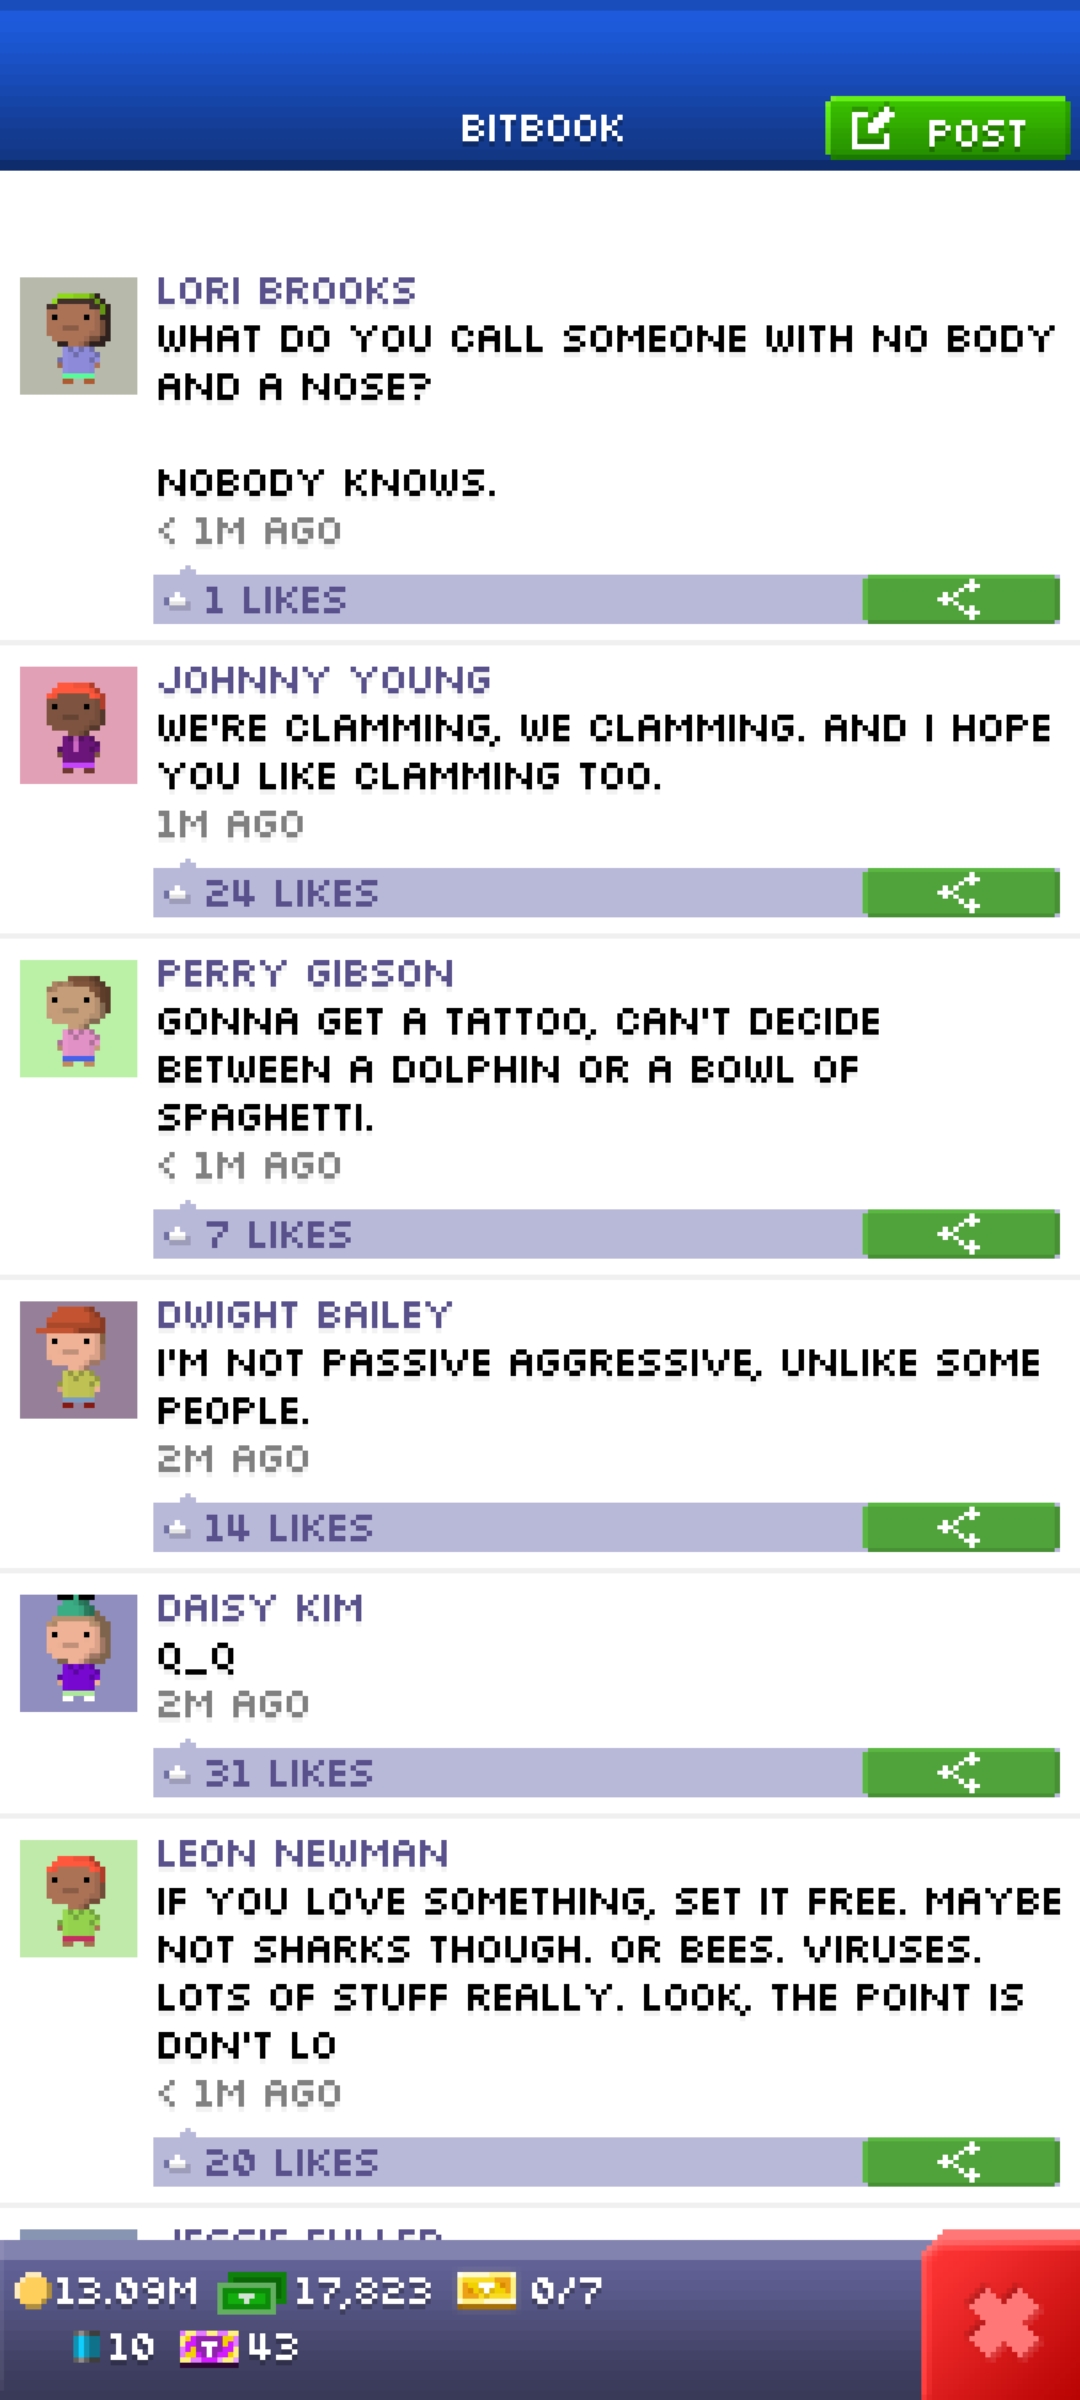 BITBOOK
POST
LORI BROOKS
WHAT DO YOU CALL SOMEONE WITH NO BODY
AND A NOSE?
NOBODY KNOWS.
< 1M AGO
1 LIKES
JOHNNY YOUNG
WE'RE CLAMMING, WE CLAMMING. AND I HOPE
YOU LIKE CLAMMING TOO.
1M AGO
24 LIKES
PERRY GIBSON
GONNA GET A TATTOO, CAN'T DECIDE
BETWEEN A DOLPHIN OR A BOWL OF
SPAGHETTI.
< 1M AGO
7 LIKES
DWIGHT BAILEY
I'M NOT PASSIVE AGGRESSIVE, UNLIKE SOME
PEOPLE.
2M AGO
14 LIKES
DAISY KIM
Q_Q
2M AGO
31 LIKES
LEON NEWMAN
IF YOU LOVE SOMETHING, SET IT FREE. MAYBE
NOT SHARKS THOUGH. OR BEES. VIRUSES.
LOTS OF STUFF REALLY. LOOK, THE POINT IS
DON'T LO
< 1M AGO
20 LIKES
13.09M 17,823 0/7
10 T 43